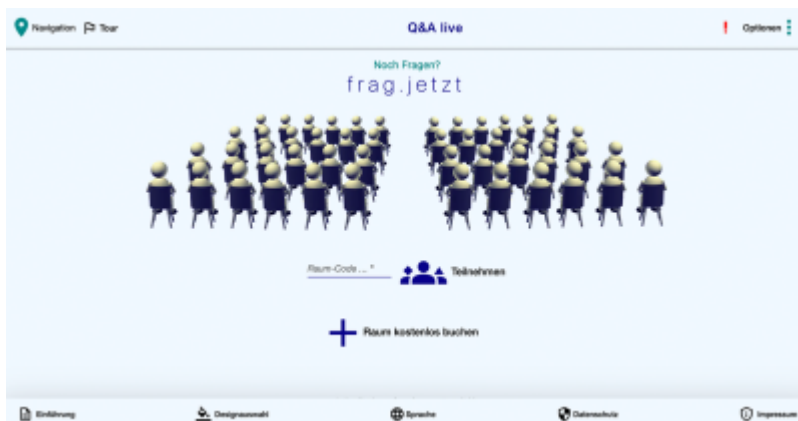 Navigation Tour Q&A live Optionen
Noch Fragen?
frag.jetzt
Raum-Code ... * Teilnehmen
Raum kostenlos buchen
Einführung Designauswahl Sprache Datenschutz Impressum